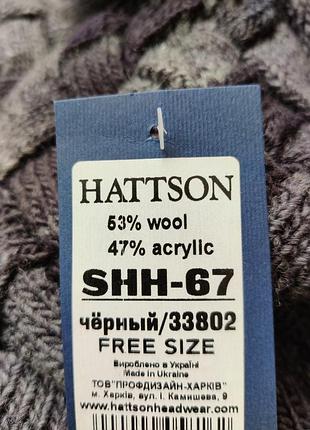 HATTSON
53% wool
47% acrylic
SHH-67
чёрный/33802
FREE SIZE
Вироблено в Україні
Made in Ukraine
ТОВ "ПРОФДИЗАЙН-ХАРКІВ"
м. Харків, вул. І. Камишева, 9
www.hattsonheadwear.com